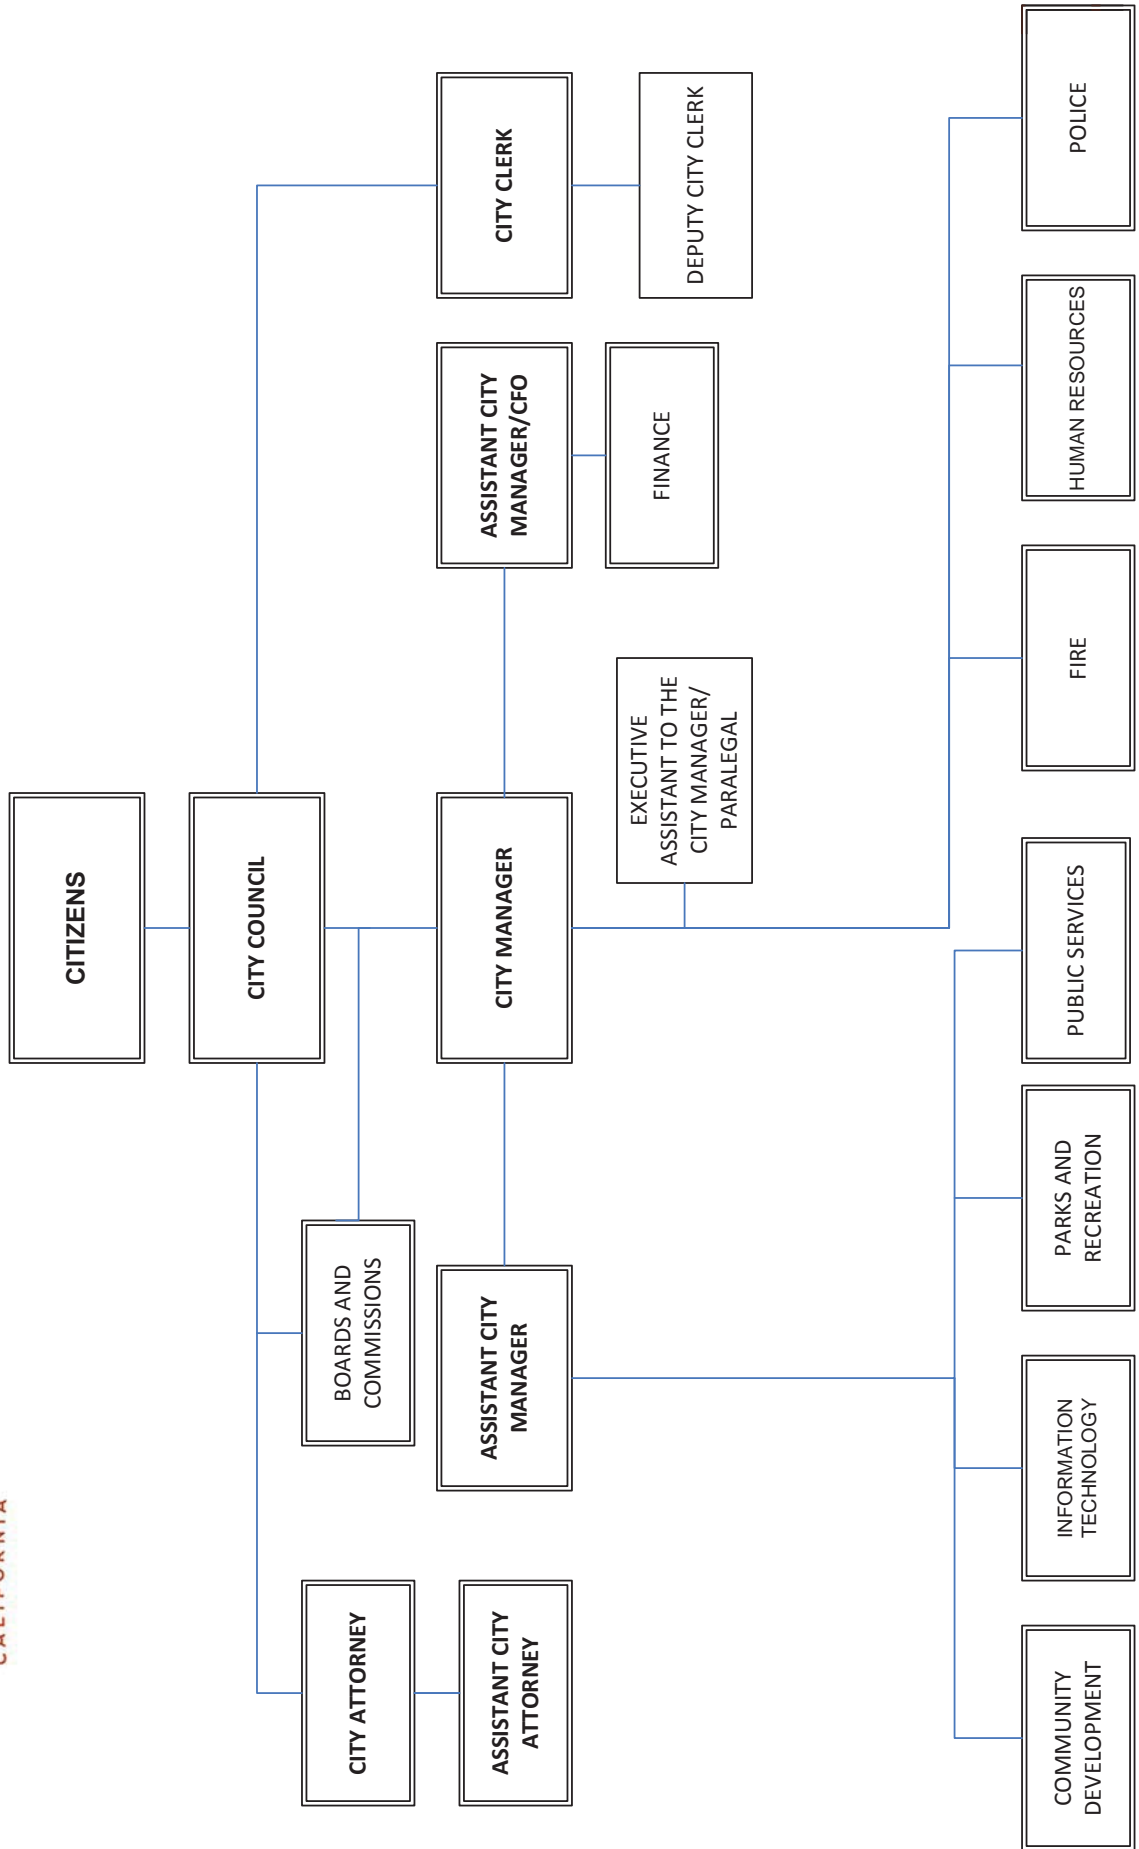 CALIFORNIA
CITIZENS
CITY COUNCIL
CITY ATTORNEY
BOARDS AND
COMMISSIONS
ASSISTANT CITY
ATTORNEY
ASSISTANT CITY
MANAGER
CITY MANAGER
ASSISTANT CITY
MANAGER/CFO
CITY CLERK
EXECUTIVE
ASSISTANT TO THE
CITY MANAGER/
PARALEGAL
FINANCE
DEPUTY CITY CLERK
COMMUNITY
DEVELOPMENT
INFORMATION
TECHNOLOGY
PARKS AND
RECREATION
PUBLIC SERVICES
FIRE
HUMAN RESOURCES
POLICE